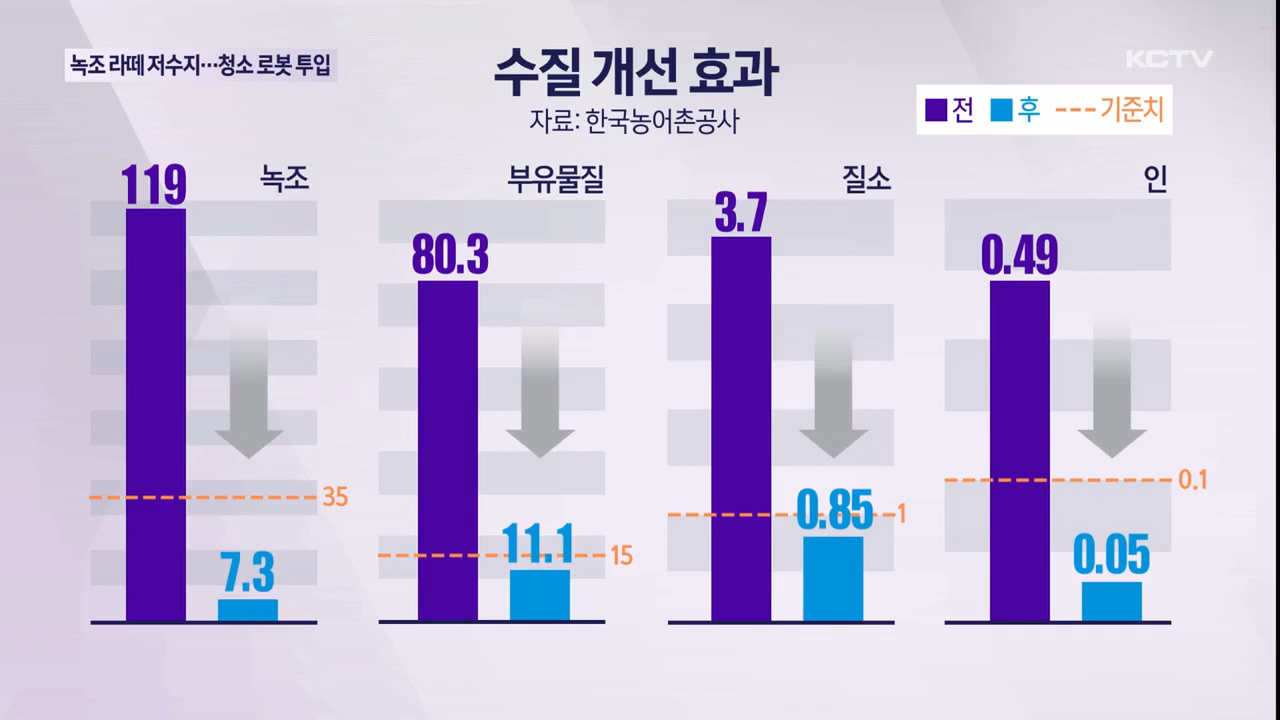 녹조 라떼 저수지…청소 로봇 투입
수질 개선 효과
KCTV
자료: 한국농어촌공사
전 후 기준치
녹조
119
35
7.3
부유물질
80.3
15
11.1
질소
3.7
1
0.85
인
0.49
0.1
0.05